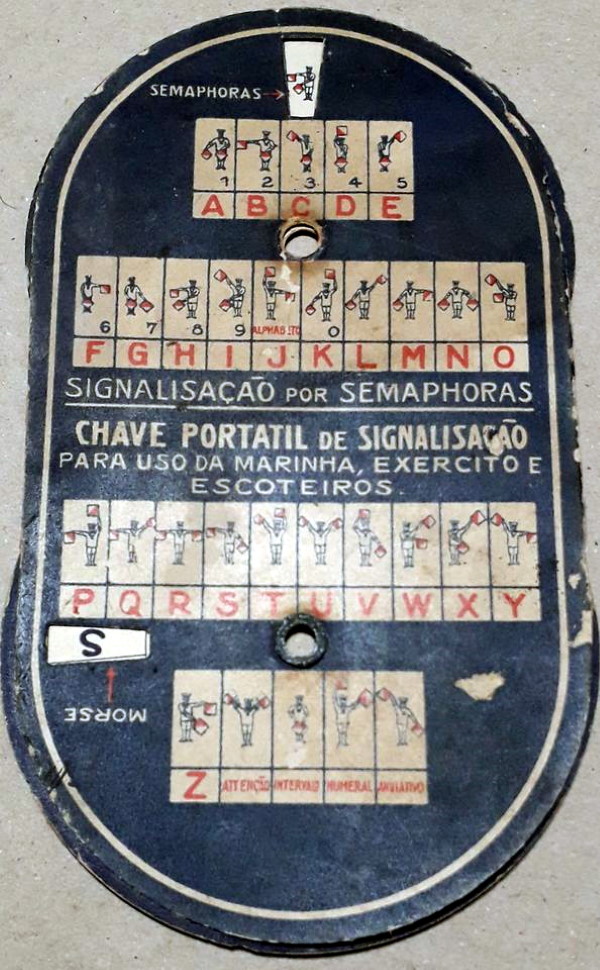 SEMAPHORAS
1 2 3 4 5
A B C D E
6 7 8 9 ALPHABETO 0
F G H I J K L M N O
SIGNALISAÇÃO POR SEMAPHORAS
CHAVE PORTATIL DE SIGNALISAÇÃO
PARA USO DA MARINHA, EXERCITO E
ESCOTEIROS.
P Q R S T U V W X Y
S
MORSE
Z ATTENÇÃO INTERVALO NUMERAL